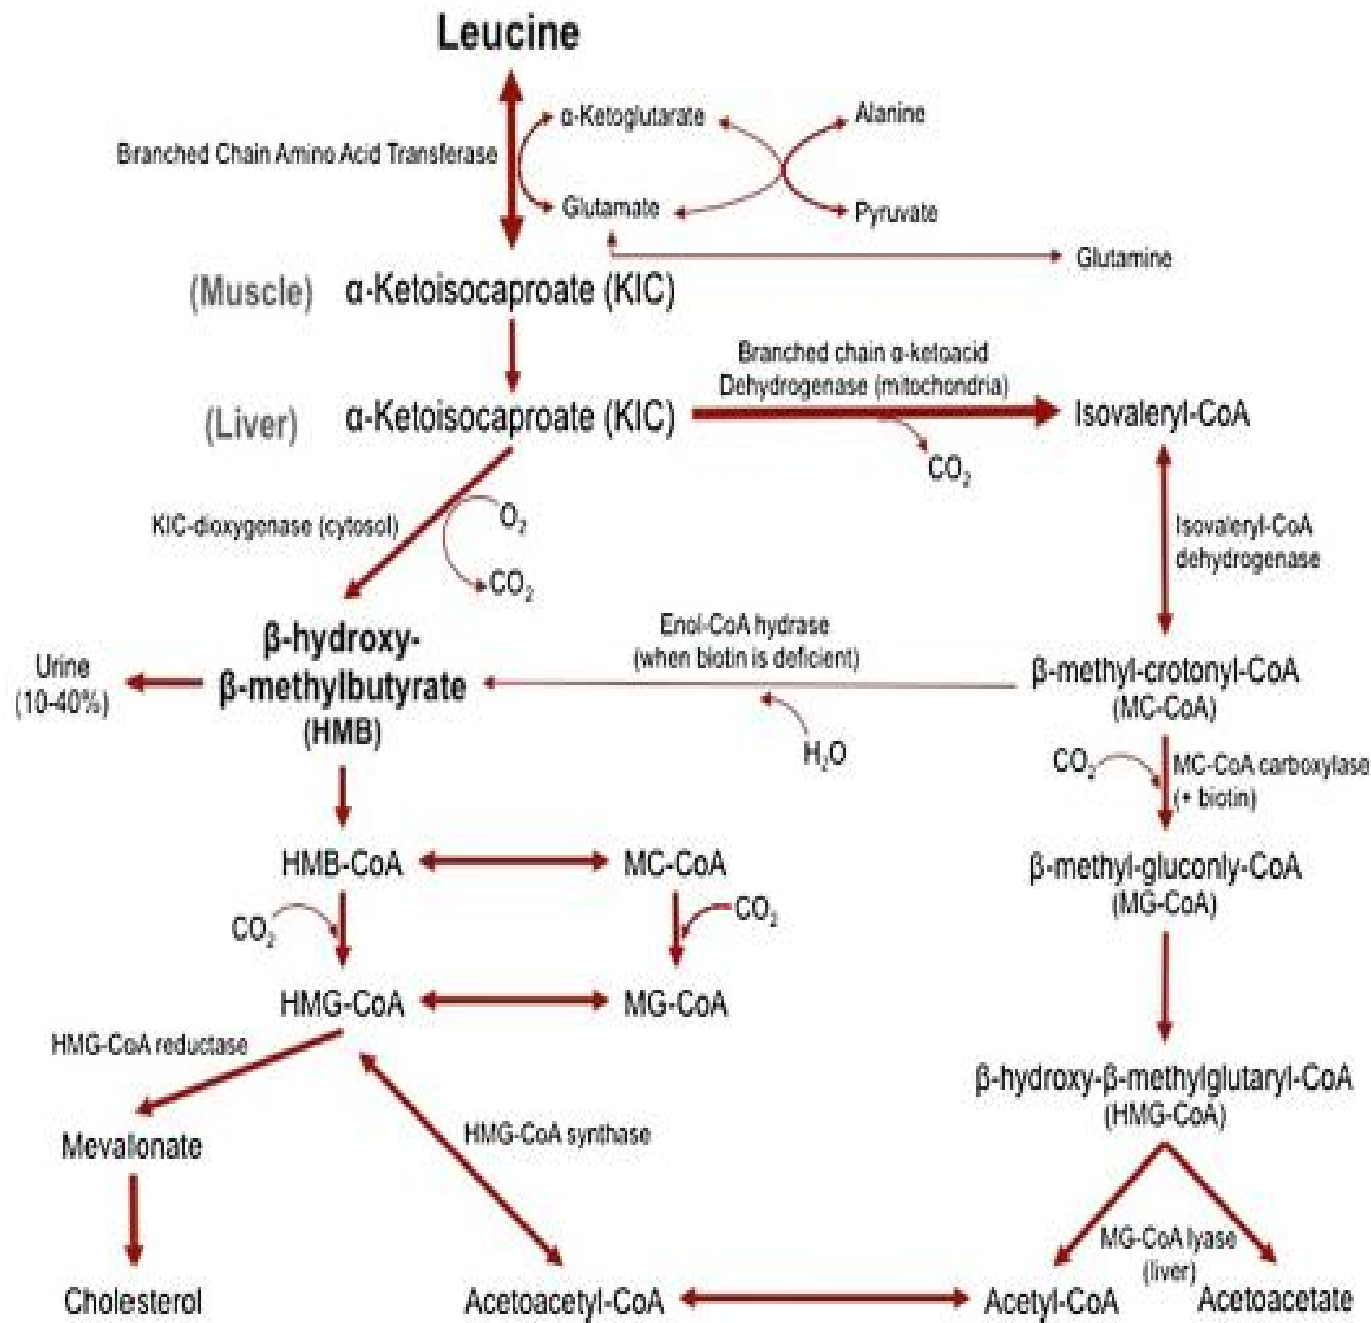 Leucine
α-Ketoglutarate
Alanine
Branched Chain Amino Acid Transferase
Glutamate
Pyruvate
Glutamine
(Muscle) α-Ketoisocaproate (KIC)
Branched chain α-ketoacid
Dehydrogenase (mitochondria)
(Liver) α-Ketoisocaproate (KIC)
Isovaleryl-CoA
CO₂
KIC-dioxygenase (cytosol)
O₂
Isovaleryl-CoA
dehydrogenase
CO₂
β-hydroxy-
β-methylbutyrate
(HMB)
Urine
(10-40%)
Enol-CoA hydrase
(when biotin is deficient)
β-methyl-crotonyl-CoA
(MC-CoA)
H₂O
CO₂
MC-CoA carboxylase
(+ biotin)
HMB-CoA
MC-CoA
β-methyl-gluconly-CoA
(MG-CoA)
CO₂
CO₂
HMG-CoA
MG-CoA
HMG-CoA reductase
β-hydroxy-β-methylglutaryl-CoA
(HMG-CoA)
Mevalonate
HMG-CoA synthase
MG-CoA lyase
(liver)
Cholesterol
Acetoacetyl-CoA
Acetyl-CoA
Acetoacetate